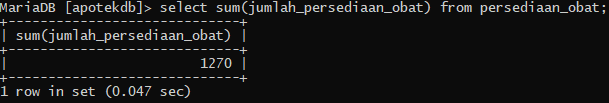 MariaDB [apotekdb]> select sum(jumlah_persediaan_obat) from persediaan_obat;
+-----------------------------+
| sum(jumlah_persediaan_obat) |
+-----------------------------+
|                        1270 |
+-----------------------------+
1 row in set (0.047 sec)